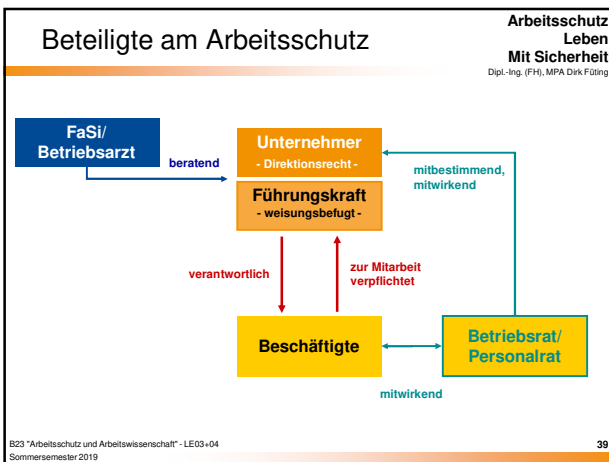 Beteiligte am Arbeitsschutz
Arbeitsschutz
Leben
Mit Sicherheit
Dipl.-Ing. (FH), MPA Dirk Füting
FaSi/
Betriebsarzt
beratend
Unternehmer
- Direktionsrecht -
Führungskraft
- weisungsbefugt -
mitbestimmend,
mitwirkend
verantwortlich
zur Mitarbeit
verpflichtet
Beschäftigte
Betriebsrat/
Personalrat
mitwirkend
B23 "Arbeitsschutz und Arbeitswissenschaft" - LE03+04
Sommersemester 2019
39